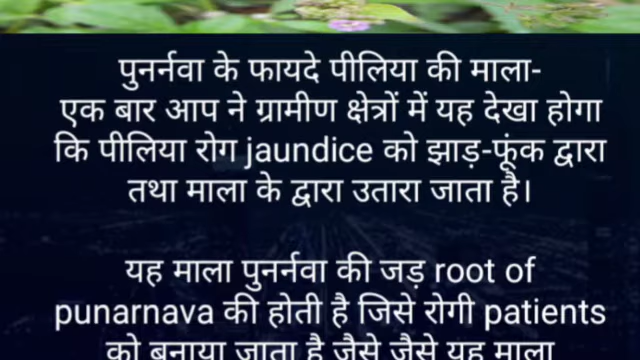 पुनर्नवा के फायदे पीलिया की माला-
एक बार आप ने ग्रामीण क्षेत्रों में यह देखा होगा
कि पीलिया रोग jaundice को झाड़-फूंक द्वारा
तथा माला के द्वारा उतारा जाता है।
यह माला पुनर्नवा की जड़ root of
punarnava की होती है जिसे रोगी patients
को बनाया जाता है जैसे जैसे यह माला